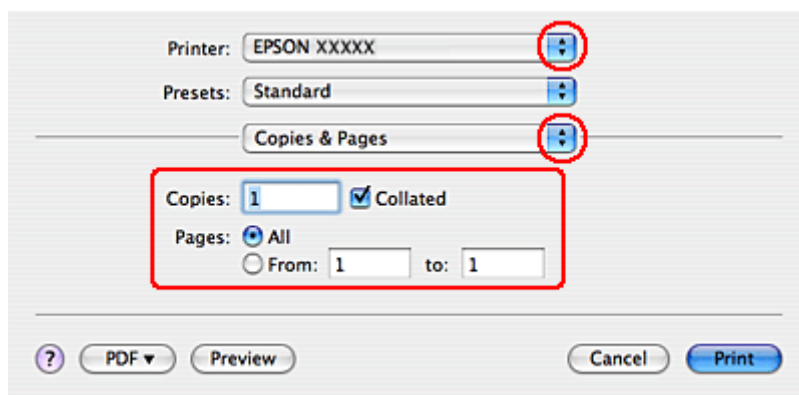 Printer: EPSON XXXXX
Presets: Standard
Copies & Pages
Copies: 1 Collated
Pages: All
From: 1 to: 1
? PDF Preview Cancel Print